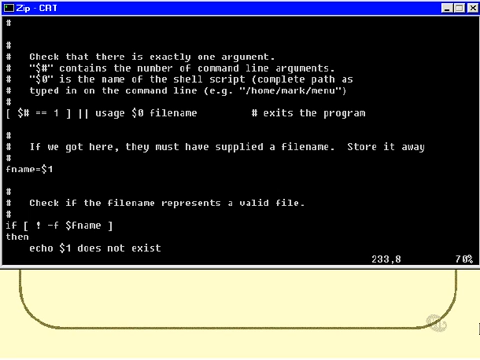 Zip - CAT
#
#
#   Check that there is exactly one argument.
#   "$#" contains the number of command line arguments.
#   "$0" is the name of the shell script (complete path as
#   typed in on the command line (e.g. "/home/mark/menu")
#
[ $# == 1 ] || usage $0 filename         # exits the program
#
#   If we got here, they must have supplied a filename.  Store it away
#
fname=$1
#
#   Check if the filename represents a valid file.
#
if [ ! -f $fname ]
then
    echo $1 does not exist
233,8         70%